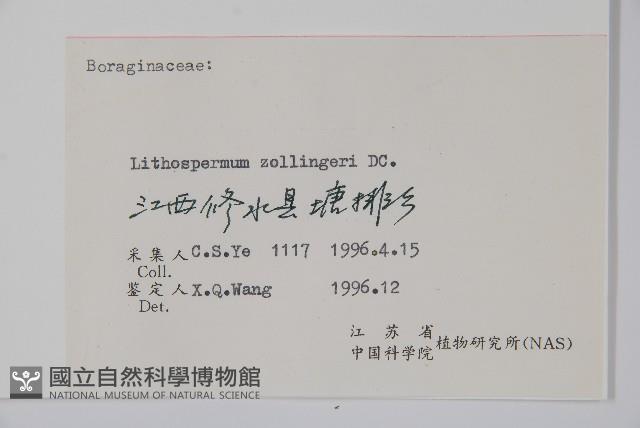 Boraginaceae:
Lithospermum zollingeri DC.
江西修水县塘排乡
采集人 C.S.Ye 1117 1996.4.15
Coll.
鉴定人 X.Q.Wang 1996.12
Det.
江苏省
中国科学院 植物研究所(NAS)
國立自然科學博物館
NATIONAL MUSEUM OF NATURAL SCIENCE